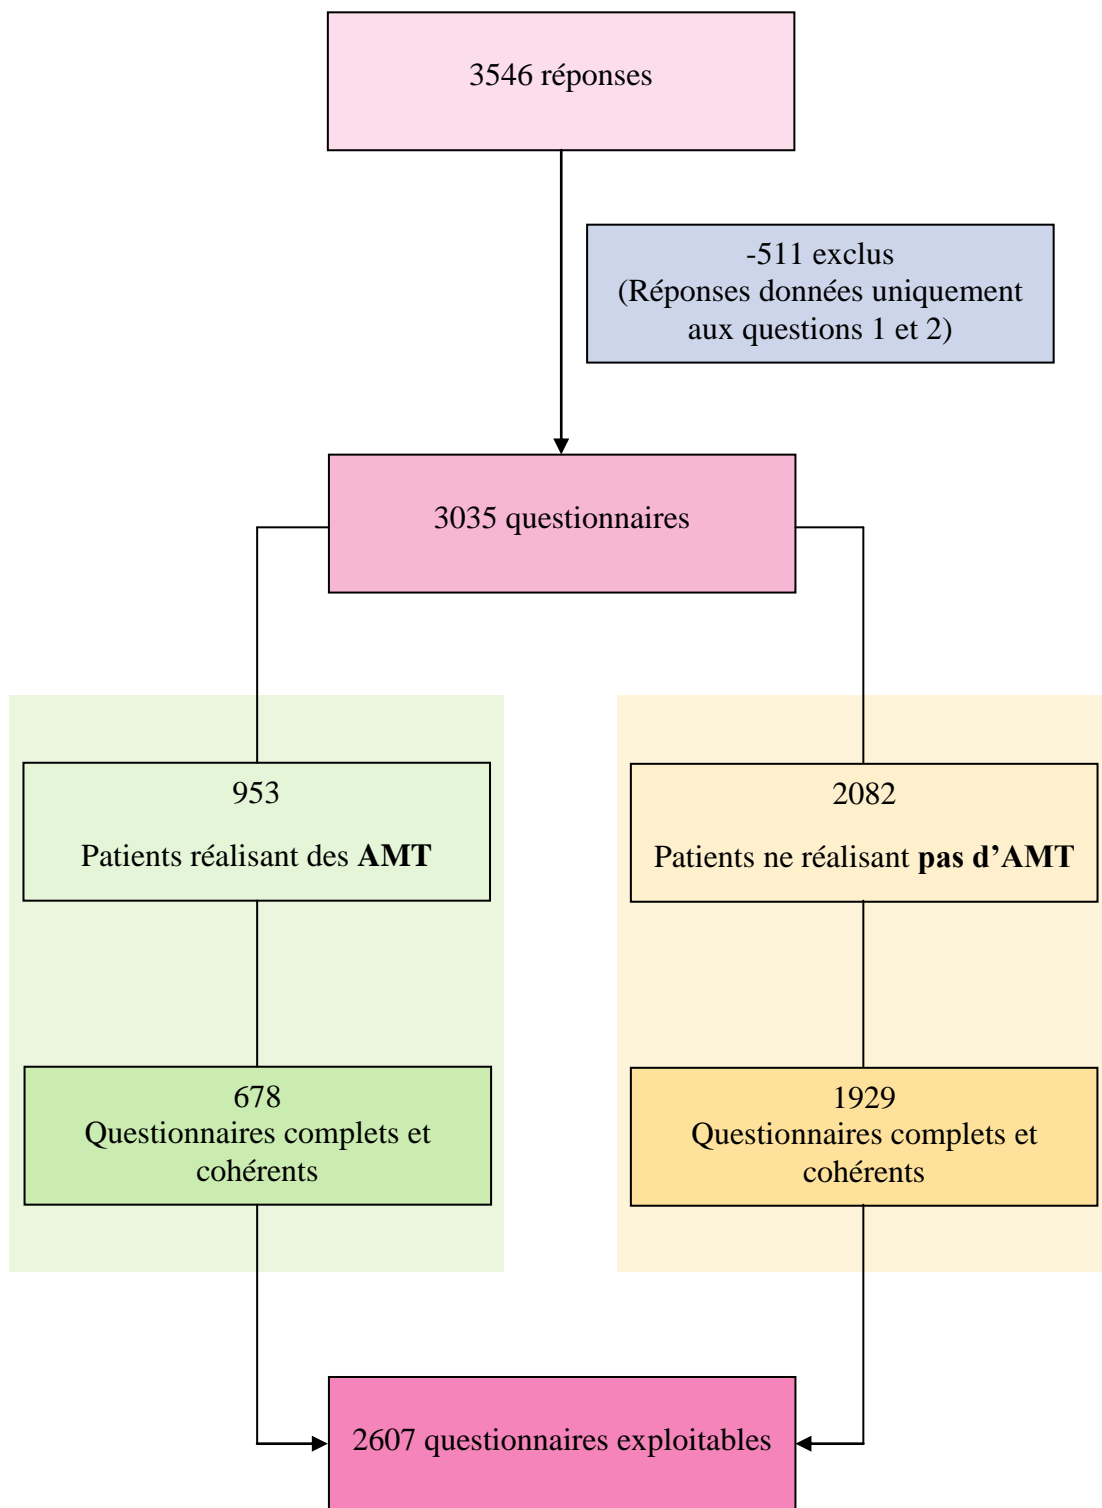 3546 réponses
-511 exclus
(Réponses données uniquement
aux questions 1 et 2)
3035 questionnaires
953
Patients réalisant des AMT
2082
Patients ne réalisant pas d’AMT
678
Questionnaires complets et
cohérents
1929
Questionnaires complets et
cohérents
2607 questionnaires exploitables